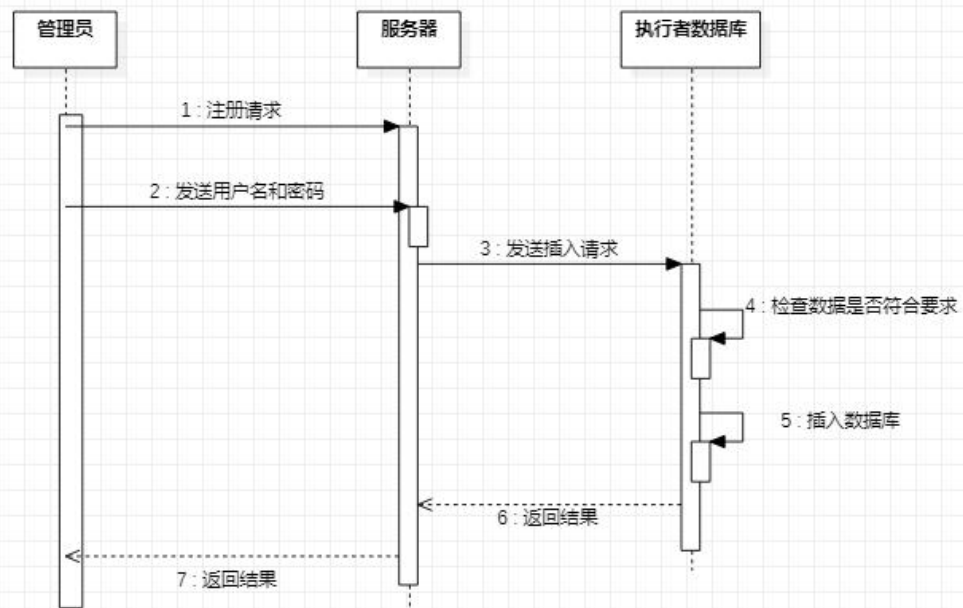 管理员
服务器
执行者数据库
1 : 注册请求
2 : 发送用户名和密码
3 : 发送插入请求
4 : 检查数据是否符合要求
5 : 插入数据库
6 : 返回结果
7 : 返回结果